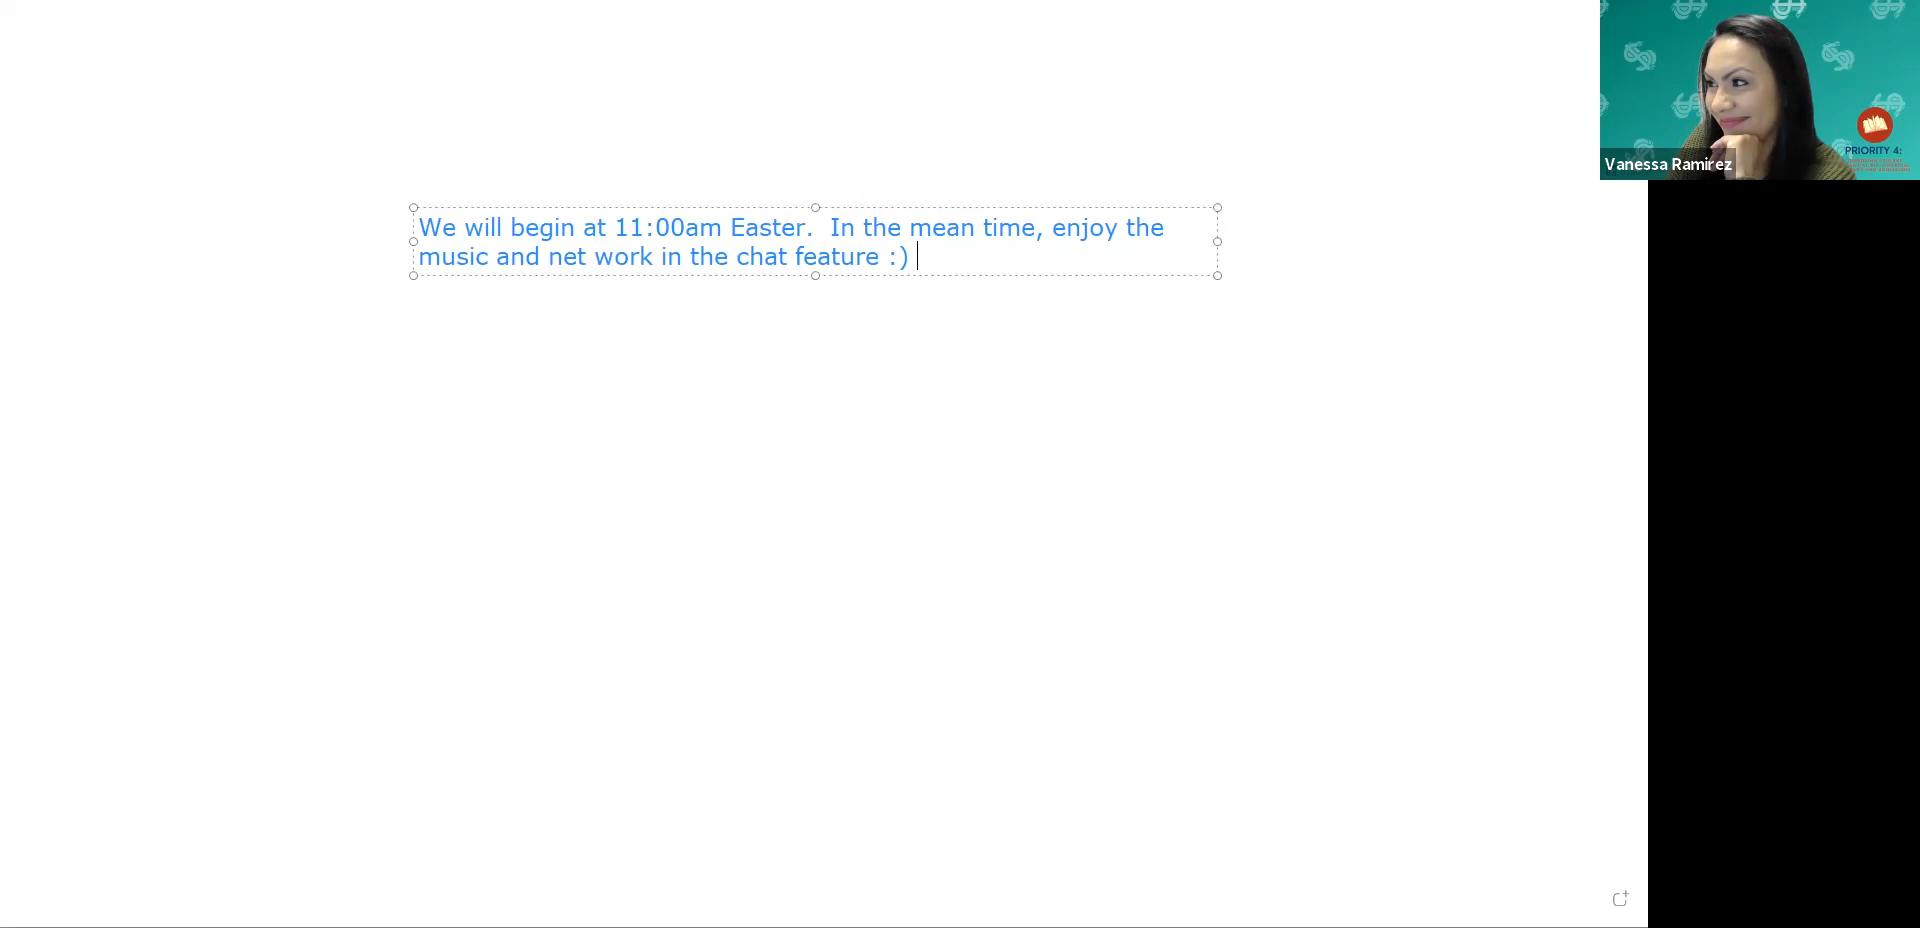 We will begin at 11:00am Easter.  In the mean time, enjoy the
music and net work in the chat feature :)
Vanessa Ramirez
PRIORITY 4: